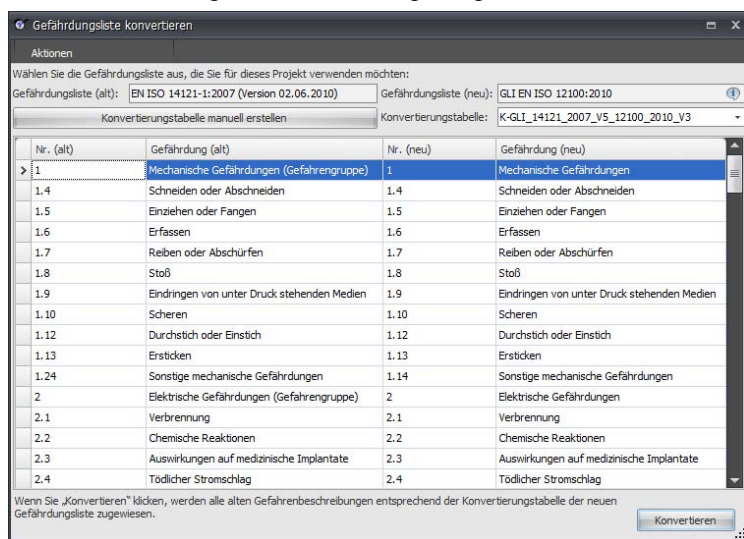 Gefährdungsliste konvertieren
Aktionen
Wählen Sie die Gefährdungsliste aus, die Sie für dieses Projekt verwenden möchten:
Gefährdungsliste (alt): EN ISO 14121-1:2007 (Version 02.06.2010) Gefährdungsliste (neu): GLI EN ISO 12100:2010
Konvertierungstabelle manuell erstellen Konvertierungstabelle: K-GLI_14121_2007_V5_12100_2010_V3
Nr. (alt) Gefährdung (alt) Nr. (neu) Gefährdung (neu)
1 Mechanische Gefährdungen (Gefahrengruppe) 1 Mechanische Gefährdungen
1.4 Schneiden oder Abschneiden 1.4 Schneiden oder Abschneiden
1.5 Einziehen oder Fangen 1.5 Einziehen oder Fangen
1.6 Erfassen 1.6 Erfassen
1.7 Reiben oder Abschürfen 1.7 Reiben oder Abschürfen
1.8 Stoß 1.8 Stoß
1.9 Eindringen von unter Druck stehenden Medien 1.9 Eindringen von unter Druck stehenden Medien
1.10 Scheren 1.10 Scheren
1.12 Durchstich oder Einstich 1.12 Durchstich oder Einstich
1.13 Ersticken 1.13 Ersticken
1.24 Sonstige mechanische Gefährdungen 1.14 Sonstige mechanische Gefährdungen
2 Elektrische Gefährdungen (Gefahrengruppe) 2 Elektrische Gefährdungen
2.1 Verbrennung 2.1 Verbrennung
2.2 Chemische Reaktionen 2.2 Chemische Reaktionen
2.3 Auswirkungen auf medizinische Implantate 2.3 Auswirkungen auf medizinische Implantate
2.4 Tödlicher Stromschlag 2.4 Tödlicher Stromschlag
Wenn Sie „Konvertieren“ klicken, werden alle alten Gefahrenbeschreibungen entsprechend der Konvertierungstabelle der neuen
Gefährdungsliste zugewiesen.
Konvertieren